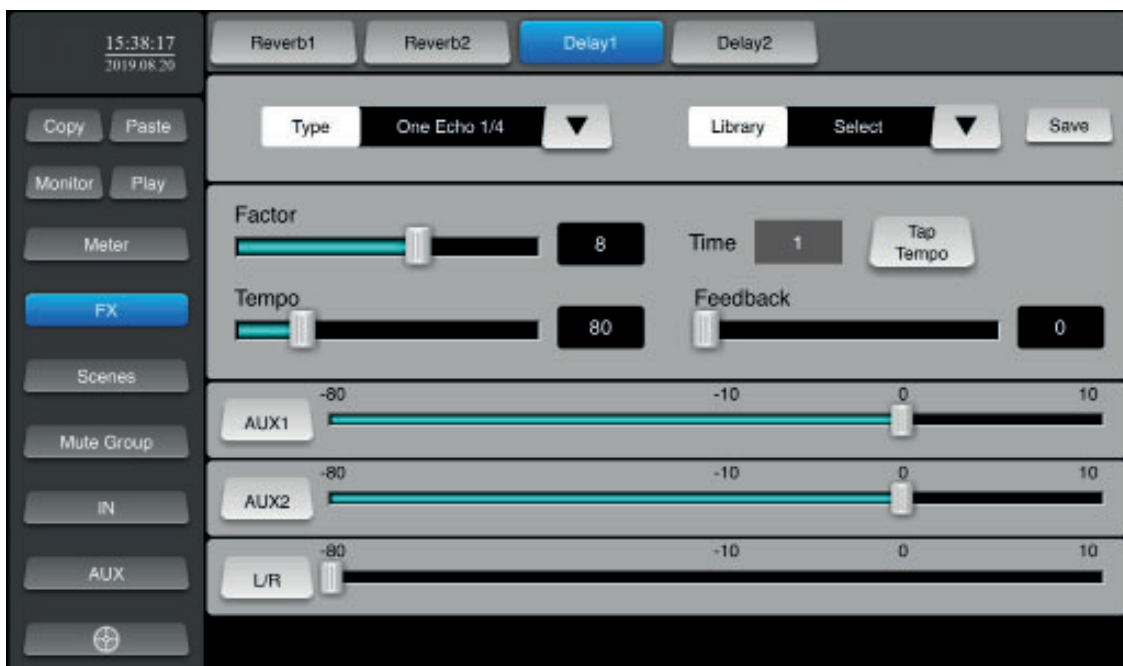 15:38:17
2019.08.20
Reverb1 Reverb2 Delay1 Delay2
Copy Paste
Type One Echo 1/4 Library Select Save
Monitor Play
Meter
Factor
8 Time 1 Tap
Tempo
FX
Tempo Feedback
80 0
Scenes
-80 -10 0 10
AUX1
Mute Group
-80 -10 0 10
AUX2
IN
-80 -10 0 10
L/R
AUX